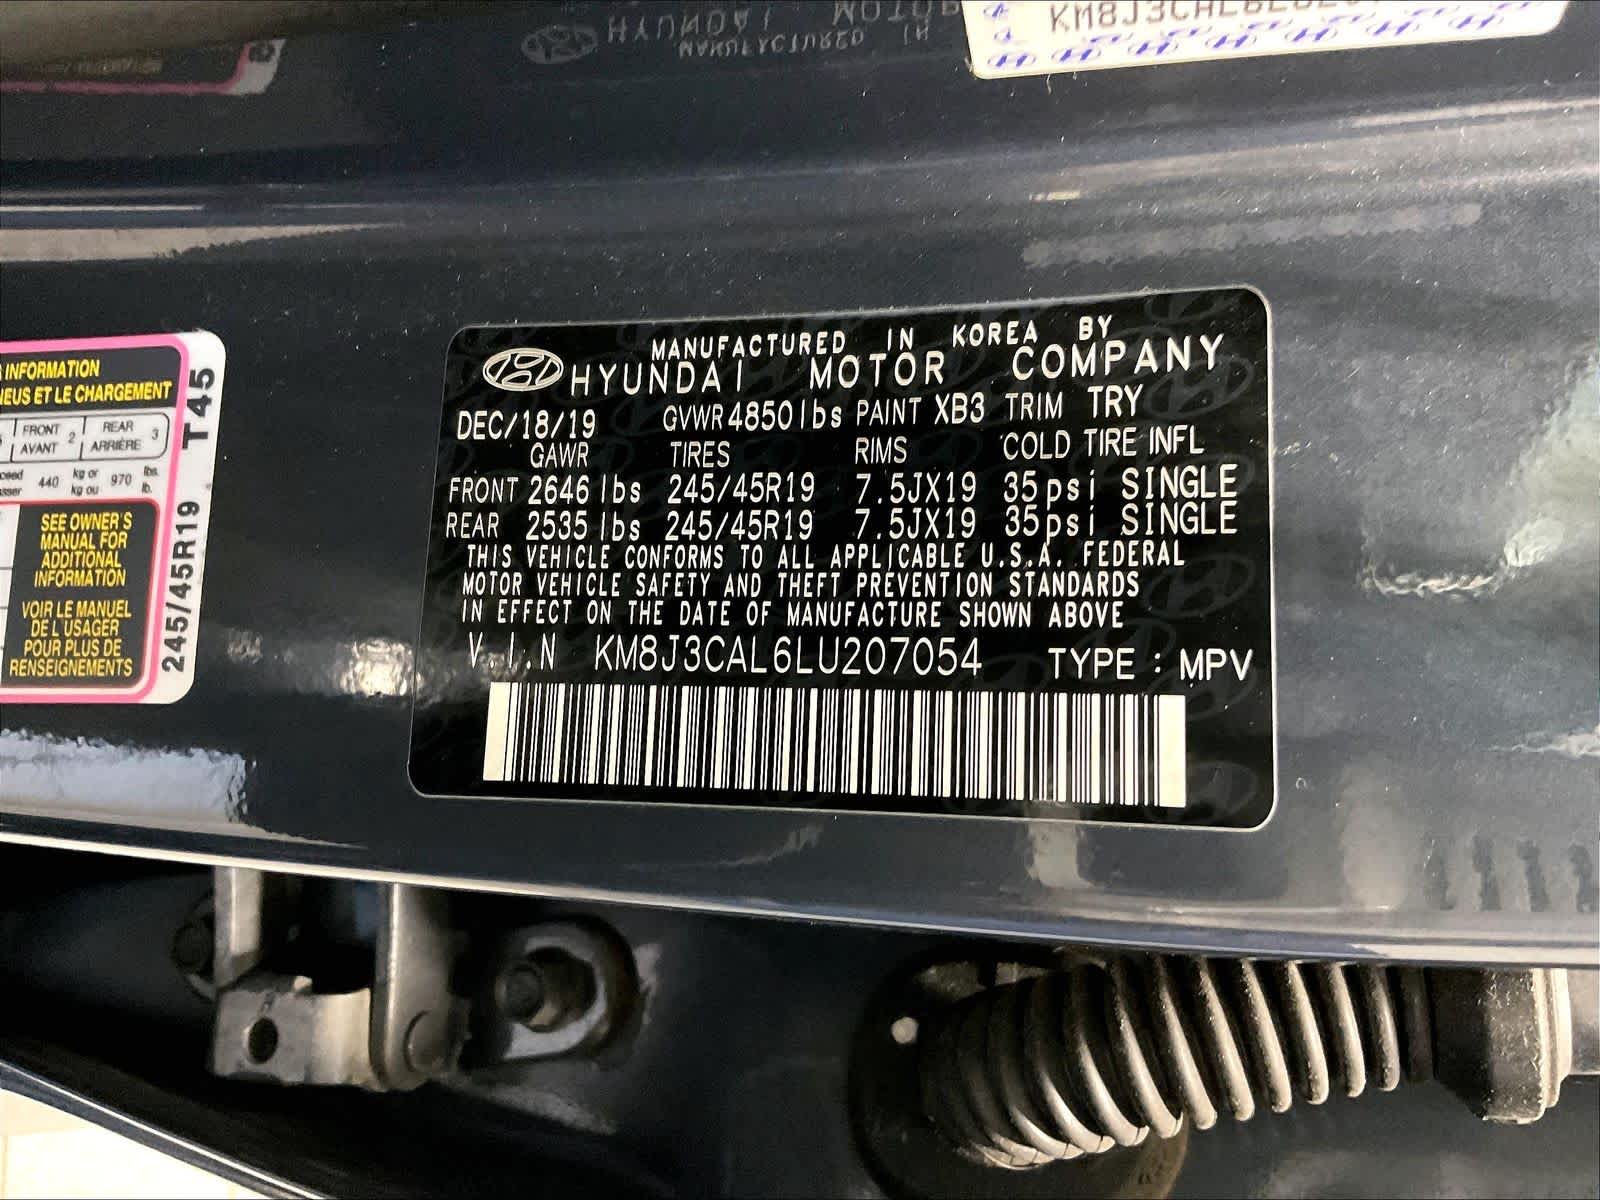 KM8J3CAL6LU207
INFORMATION
NEUS ET LE CHARGEMENT
FRONT AVANT 2 REAR ARRIÈRE 3
440 kg or kg ou 970 lbs. lb.
SEE OWNER'S
MANUAL FOR
ADDITIONAL
INFORMATION
VOIR LE MANUEL
DE L'USAGER
POUR PLUS DE
RENSEIGNEMENTS
245/45R19 T45
MANUFACTURED IN KOREA BY
HYUNDAI MOTOR COMPANY
DEC/18/19 GVWR 4850lbs PAINT XB3 TRIM TRY
GAWR TIRES RIMS COLD TIRE INFL
FRONT 2646 lbs 245/45R19 7.5JX19 35psi SINGLE
REAR 2535 lbs 245/45R19 7.5JX19 35psi SINGLE
THIS VEHICLE CONFORMS TO ALL APPLICABLE U.S.A. FEDERAL
MOTOR VEHICLE SAFETY AND THEFT PREVENTION STANDARDS
IN EFFECT ON THE DATE OF MANUFACTURE SHOWN ABOVE
V.I.N KM8J3CAL6LU207054 TYPE : MPV